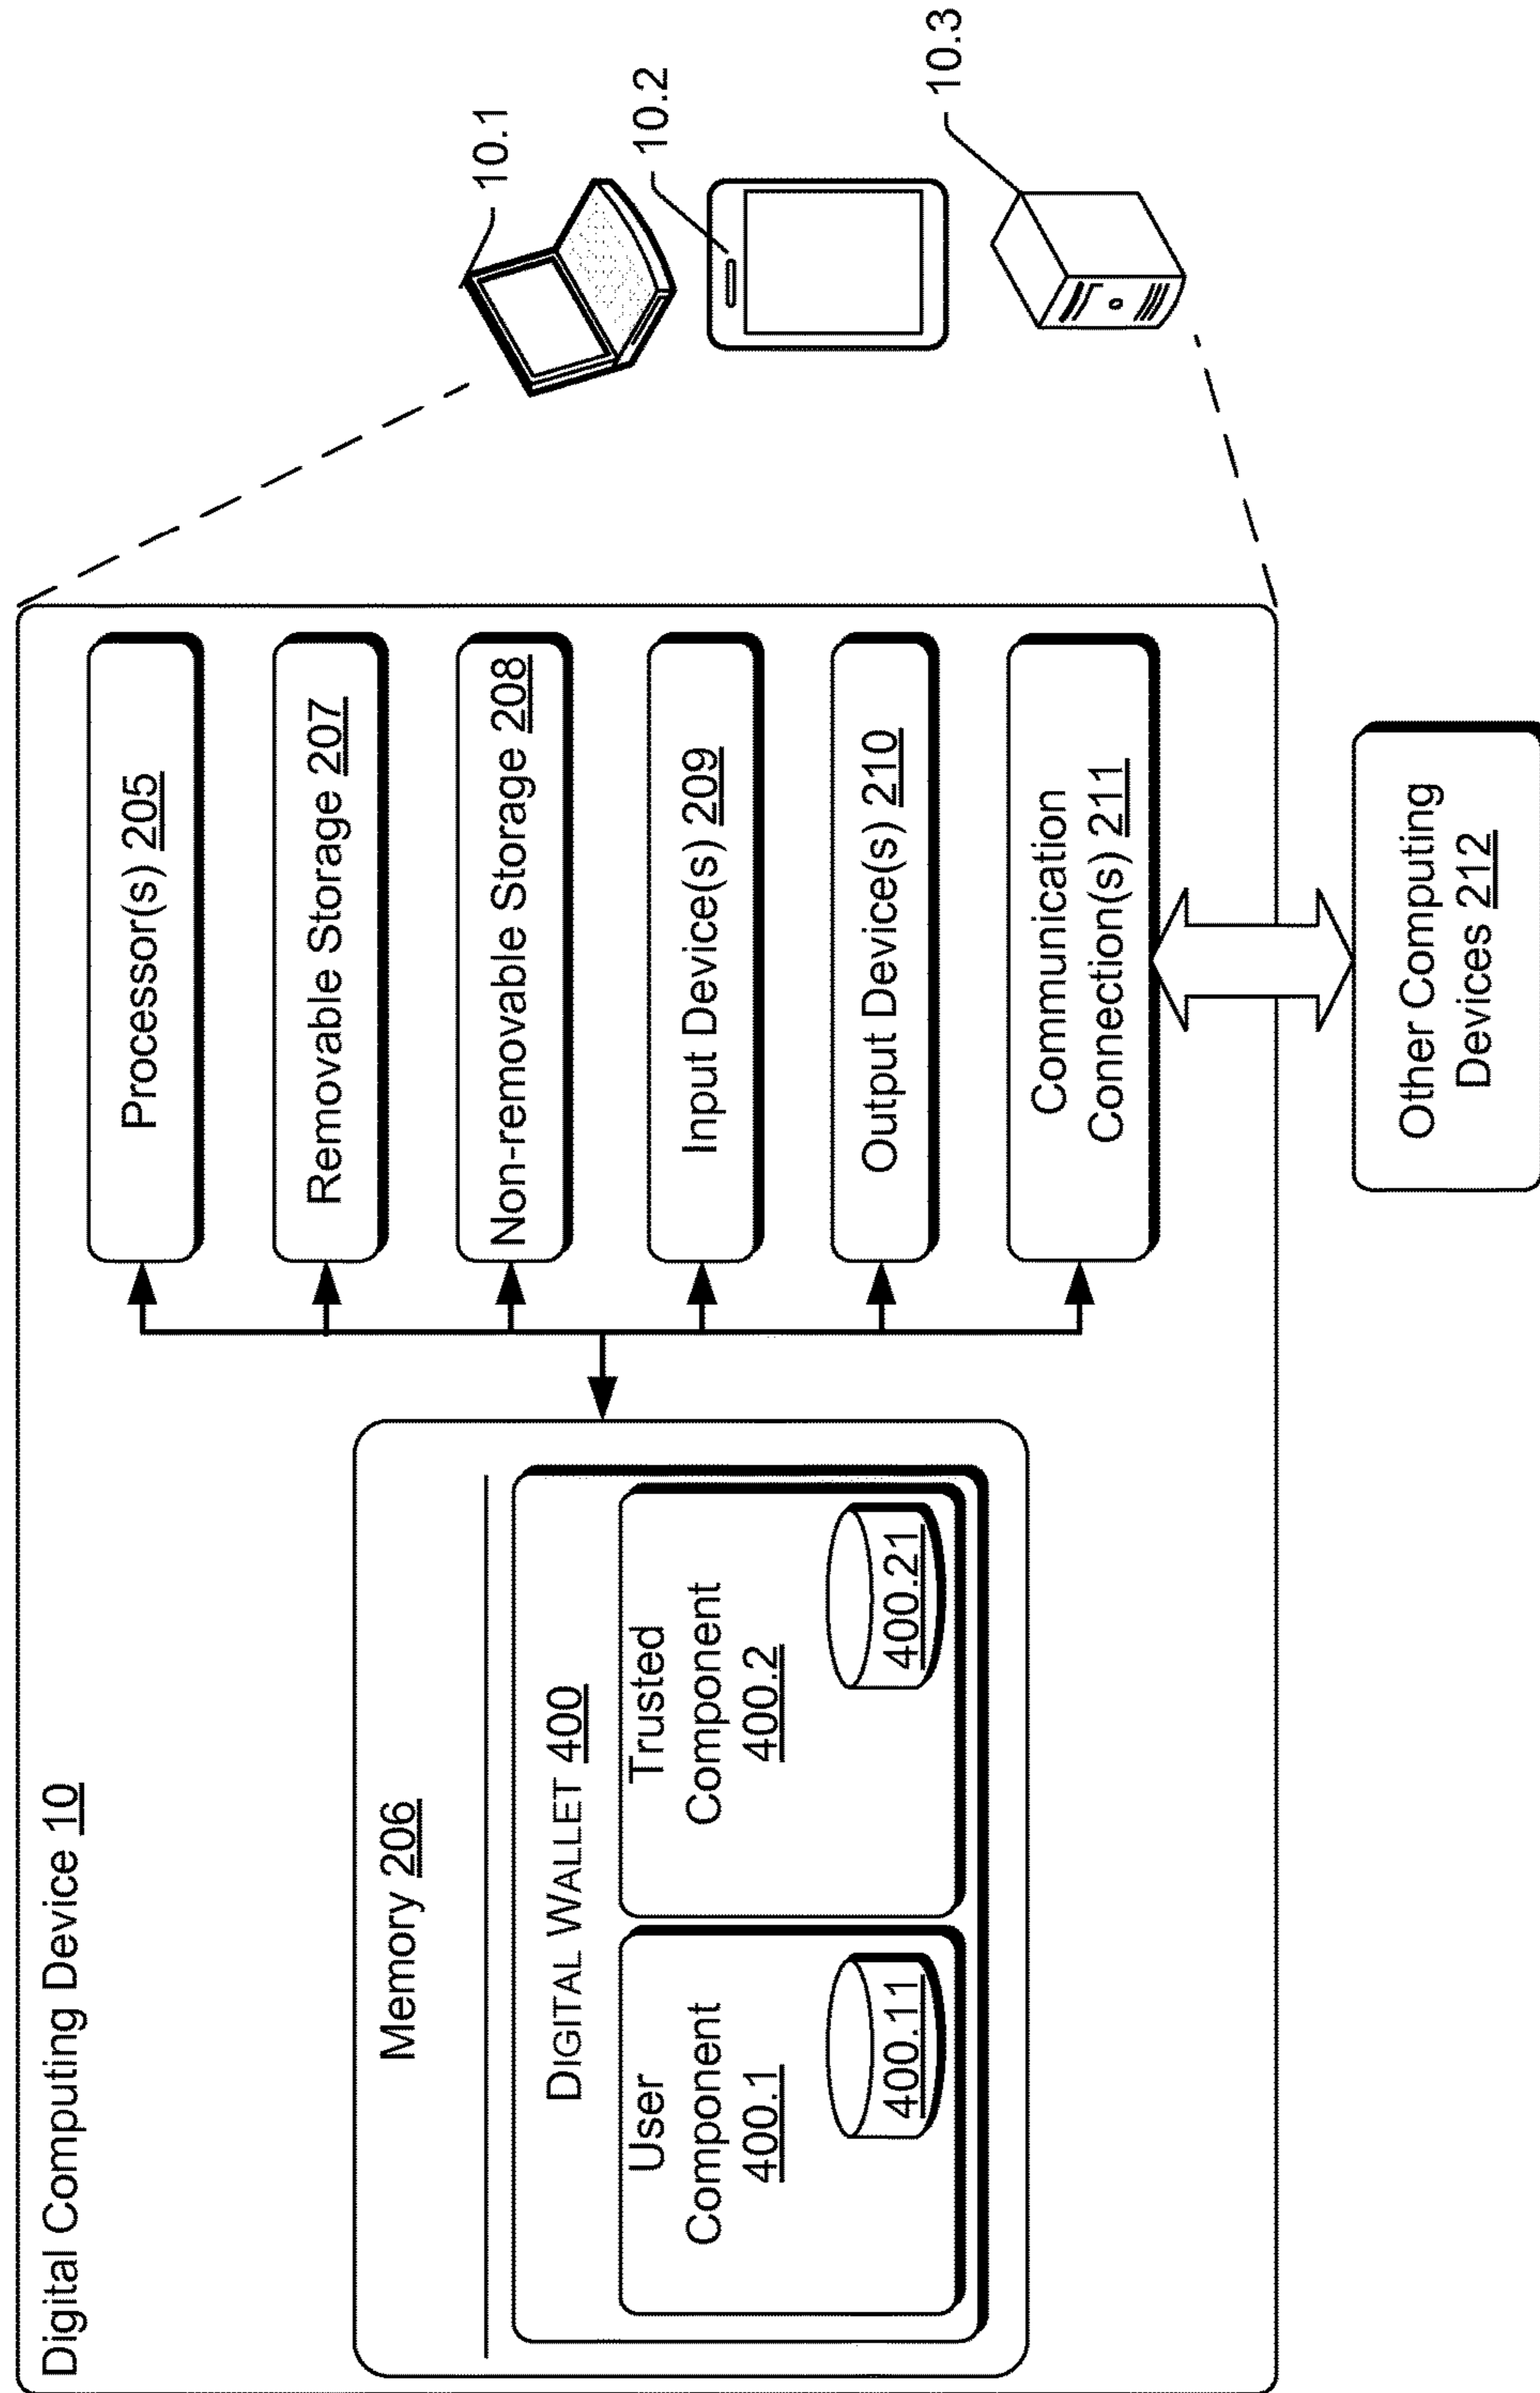 Digital Computing Device 10
Memory 206
DIGITAL WALLET 400
User
Component
400.1
400.11
Trusted
Component
400.2
400.21
Processor(s) 205
Removable Storage 207
Non-removable Storage 208
Input Device(s) 209
Output Device(s) 210
Communication
Connection(s) 211
Other Computing
Devices 212
10.1
10.2
10.3